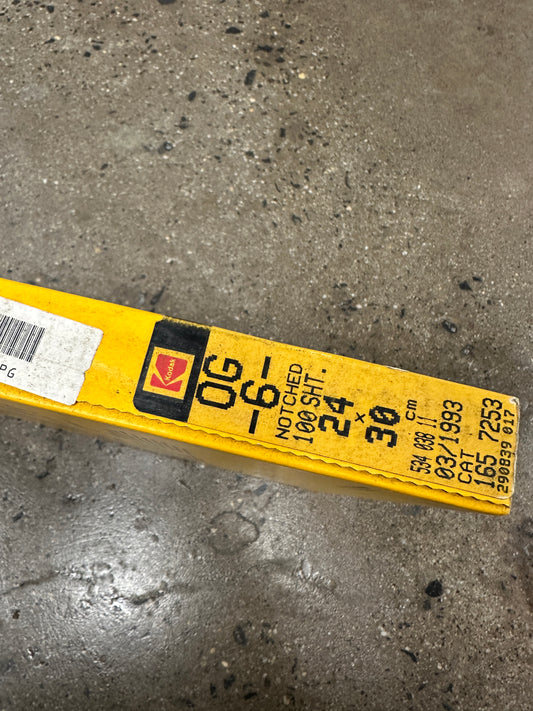 PG
Kodak
OG
-6-
NOTCHED
100 SHT.
24
×
30 cm
534 038 11
03/1993
CAT
165 7253
290839 017